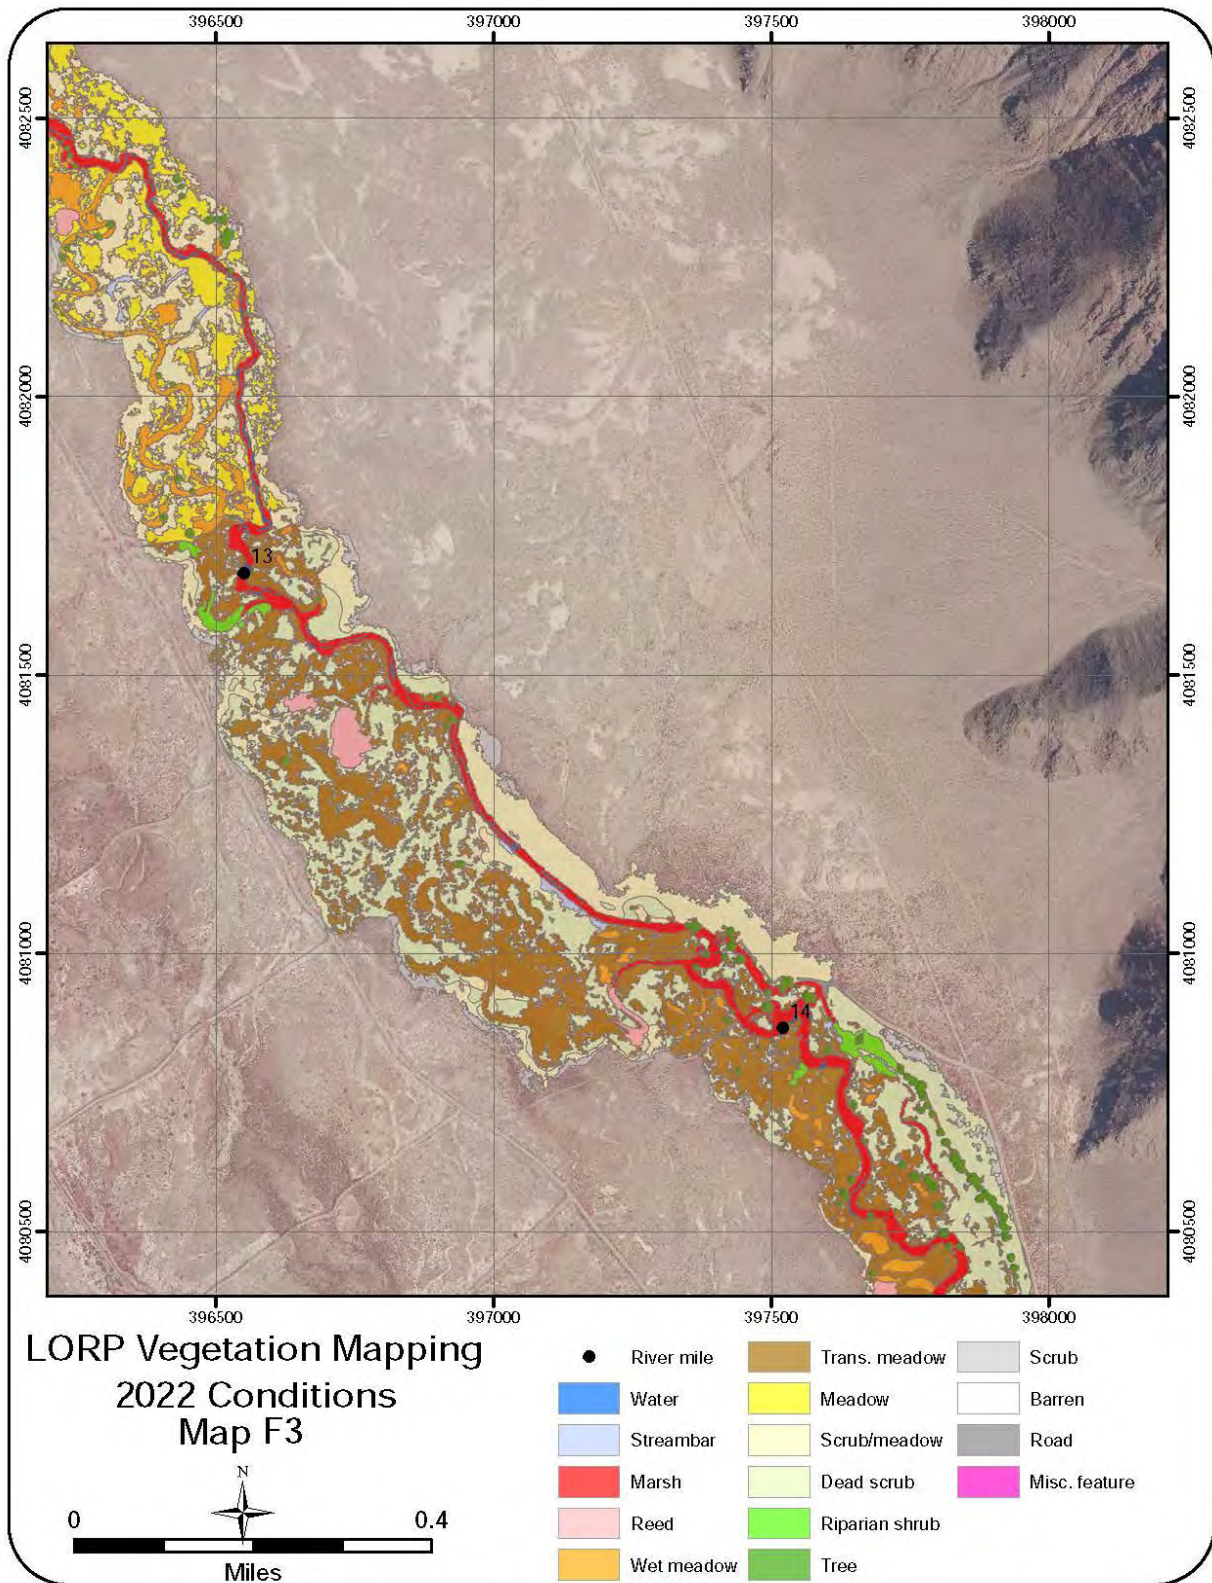 396500 397000 397500 398000
4082500 4082500
4082000 4082000
13
4081500 4081500
4081000 4081000
14
4080500 4080500
396500 397000 397500 398000
LORP Vegetation Mapping
2022 Conditions
Map F3
N
0 0.4
Miles
River mile
Water
Streambar
Marsh
Reed
Wet meadow
Trans. meadow
Meadow
Scrub/meadow
Dead scrub
Riparian shrub
Tree
Scrub
Barren
Road
Misc. feature